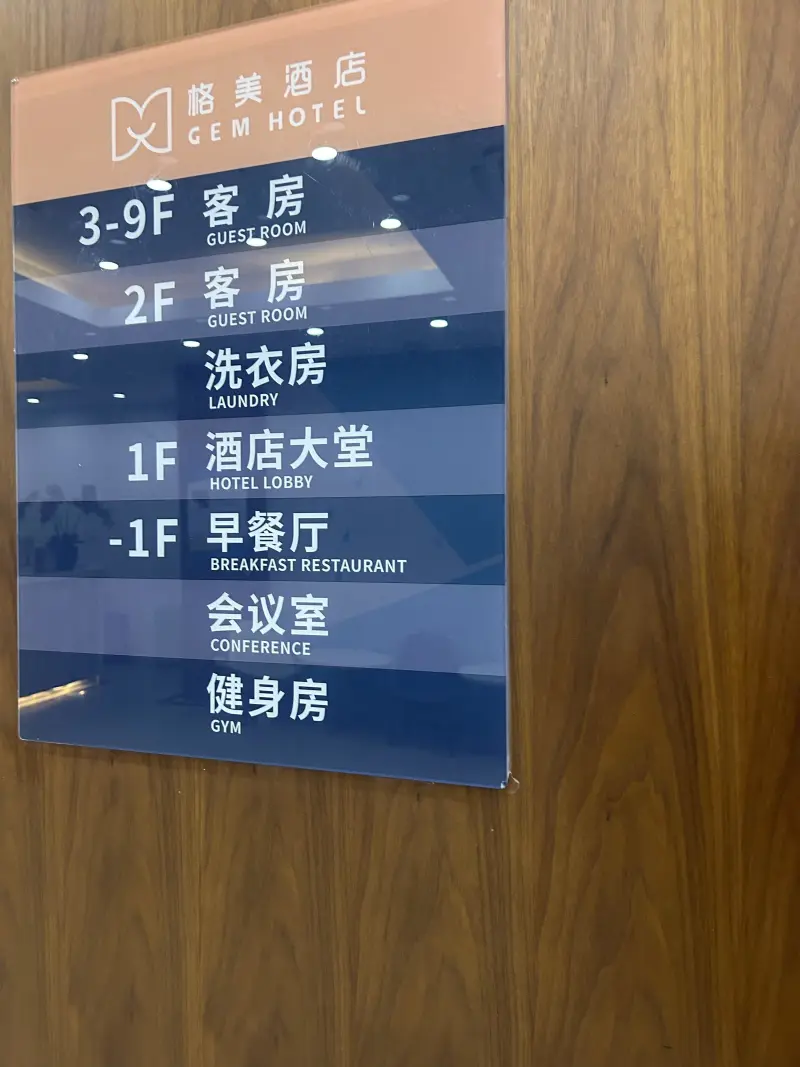 格美酒店
GEM HOTEL
3-9F 客房
GUEST ROOM
2F 客房
GUEST ROOM
洗衣房
LAUNDRY
1F 酒店大堂
HOTEL LOBBY
-1F 早餐厅
BREAKFAST RESTAURANT
会议室
CONFERENCE
健身房
GYM